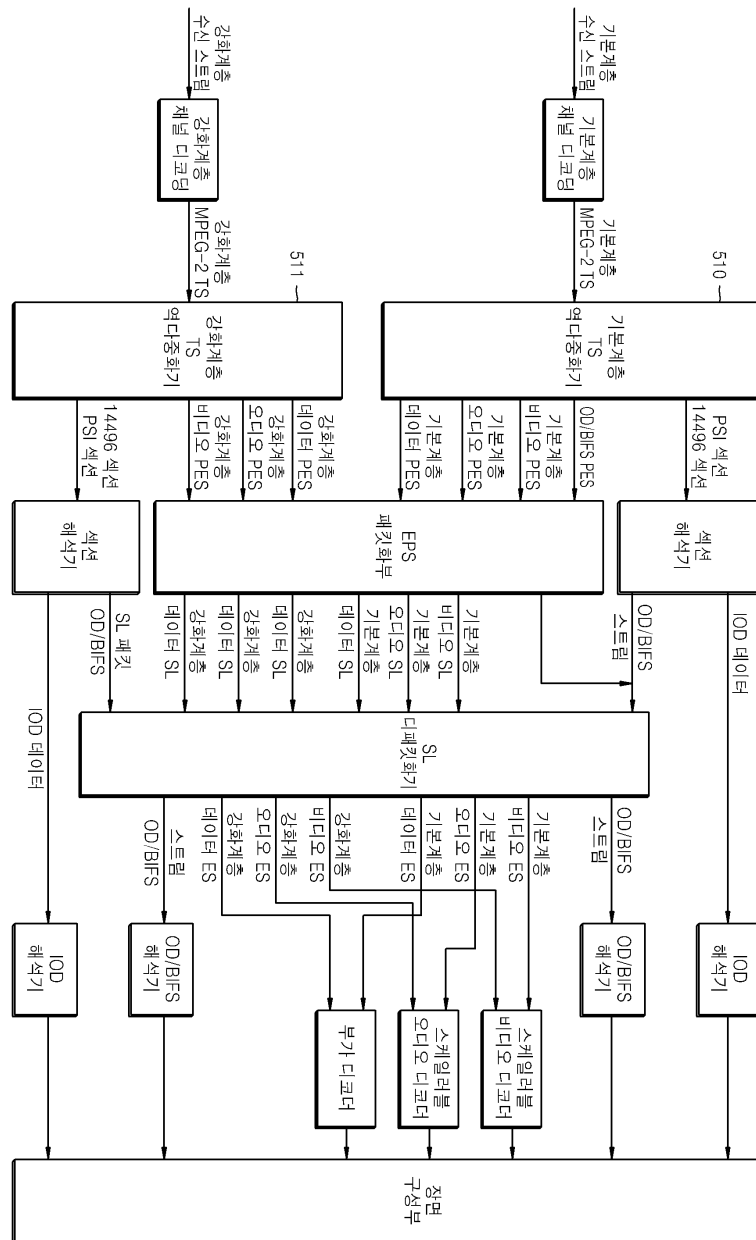 기본계층
수신 스트림
기본계층
채널 디코딩
기본계층
MPEG-2 TS
510
기본계층
TS
역다중화기
PSI 섹션
14496 섹션
OD/BIFS PES
기본계층
비디오 PES
기본계층
오디오 PES
기본계층
데이터 PES
강화계층
수신 스트림
강화계층
채널 디코딩
강화계층
MPEG-2 TS
511
강화계층
TS
역다중화기
강화계층
데이터 PES
강화계층
오디오 PES
강화계층
비디오 PES
14496 섹션
PSI 섹션
섹션
해석기
EPS
패킷화부
섹션
해석기
IOD 데이터
OD/BIFS
스트림
기본계층
비디오 SL
기본계층
오디오 SL
기본계층
데이터 SL
강화계층
데이터 SL
강화계층
데이터 SL
강화계층
데이터 SL
SL 패킷
OD/BIFS
IOD 데이터
SL
디패킷화기
OD/BIFS
스트림
기본계층
비디오 ES
기본계층
오디오 ES
기본계층
데이터 ES
강화계층
비디오 ES
강화계층
오디오 ES
강화계층
데이터 ES
스트림
OD/BIFS
IOD
해석기
OD/BIFS
해석기
스케일러블
비디오 디코더
스케일러블
오디오 디코더
부가 디코더
OD/BIFS
해석기
IOD
해석기
장면
구성부